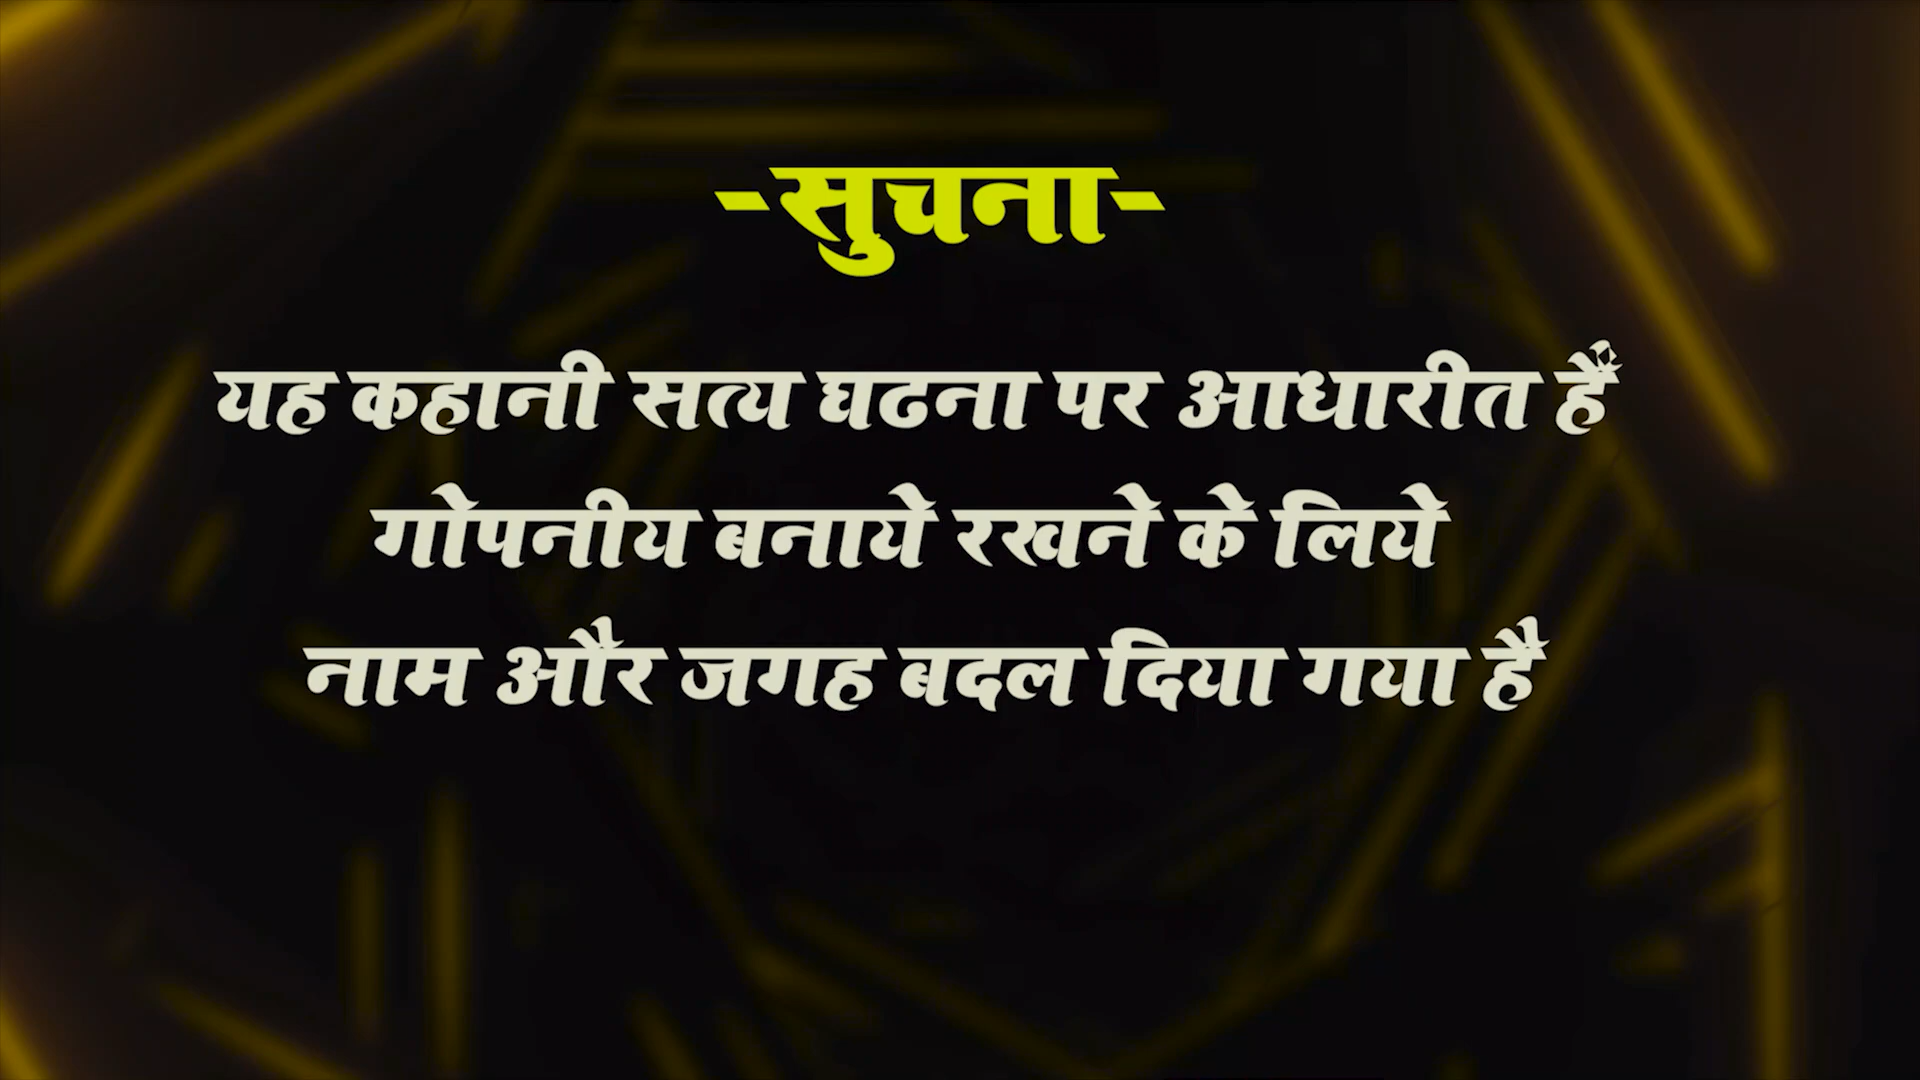 -सुचना-
यह कहानी सत्य घढना पर आधारीत हैं
गोपनीय बनाये रखने के लिये
नाम और जगह बदल दिया गया है